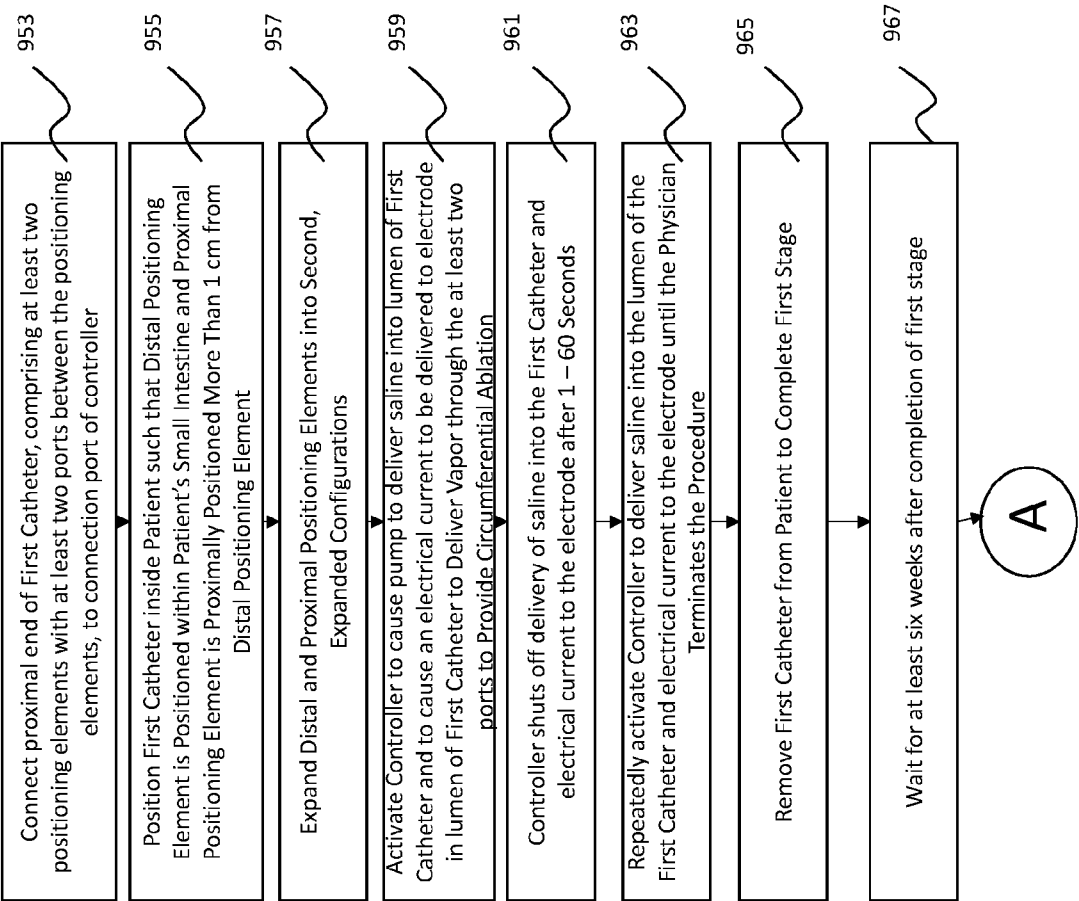 Connect proximal end of First Catheter, comprising at least two
positioning elements with at least two ports between the positioning
elements, to connection port of controller
953
Position First Catheter inside Patient such that Distal Positioning
Element is Positioned within Patient's Small Intestine and Proximal
Positioning Element is Proximally Positioned More Than 1 cm from
Distal Positioning Element
955
Expand Distal and Proximal Positioning Elements into Second,
Expanded Configurations
957
Activate Controller to cause pump to deliver saline into lumen of First
Catheter and to cause an electrical current to be delivered to electrode
in lumen of First Catheter to Deliver Vapor through the at least two
ports to Provide Circumferential Ablation
959
Controller shuts off delivery of saline into the First Catheter and
electrical current to the electrode after 1 – 60 Seconds
961
Repeatedly activate Controller to deliver saline into the lumen of the
First Catheter and electrical current to the electrode until the Physician
Terminates the Procedure
963
Remove First Catheter from Patient to Complete First Stage
965
Wait for at least six weeks after completion of first stage
967
A